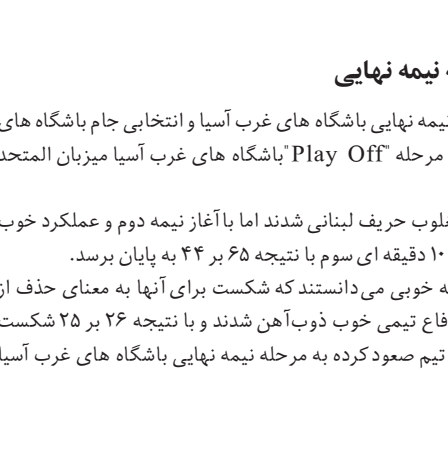 نیمه نهایی
نیمه نهایی باشگاه های غرب آسیا و انتخابی جام باشگاه های
مرحله "Play Off" باشگاه های غرب آسیا میزبان المتحد
حریف لبنانی شدند اما با آغاز نیمه دوم و عملکرد خوب
۱۰ دقیقه ای سوم با نتیجه ۶۵ بر ۴۴ به پایان برسد.
خوبی می دانستند که شکست برای آنها به معنای حذف از
تیمی خوب ذوب‌آهن شدند و با نتیجه ۲۶ بر ۲۵ شکست
تیم صعود کرده به مرحله نیمه نهایی باشگاه های غرب آسیا